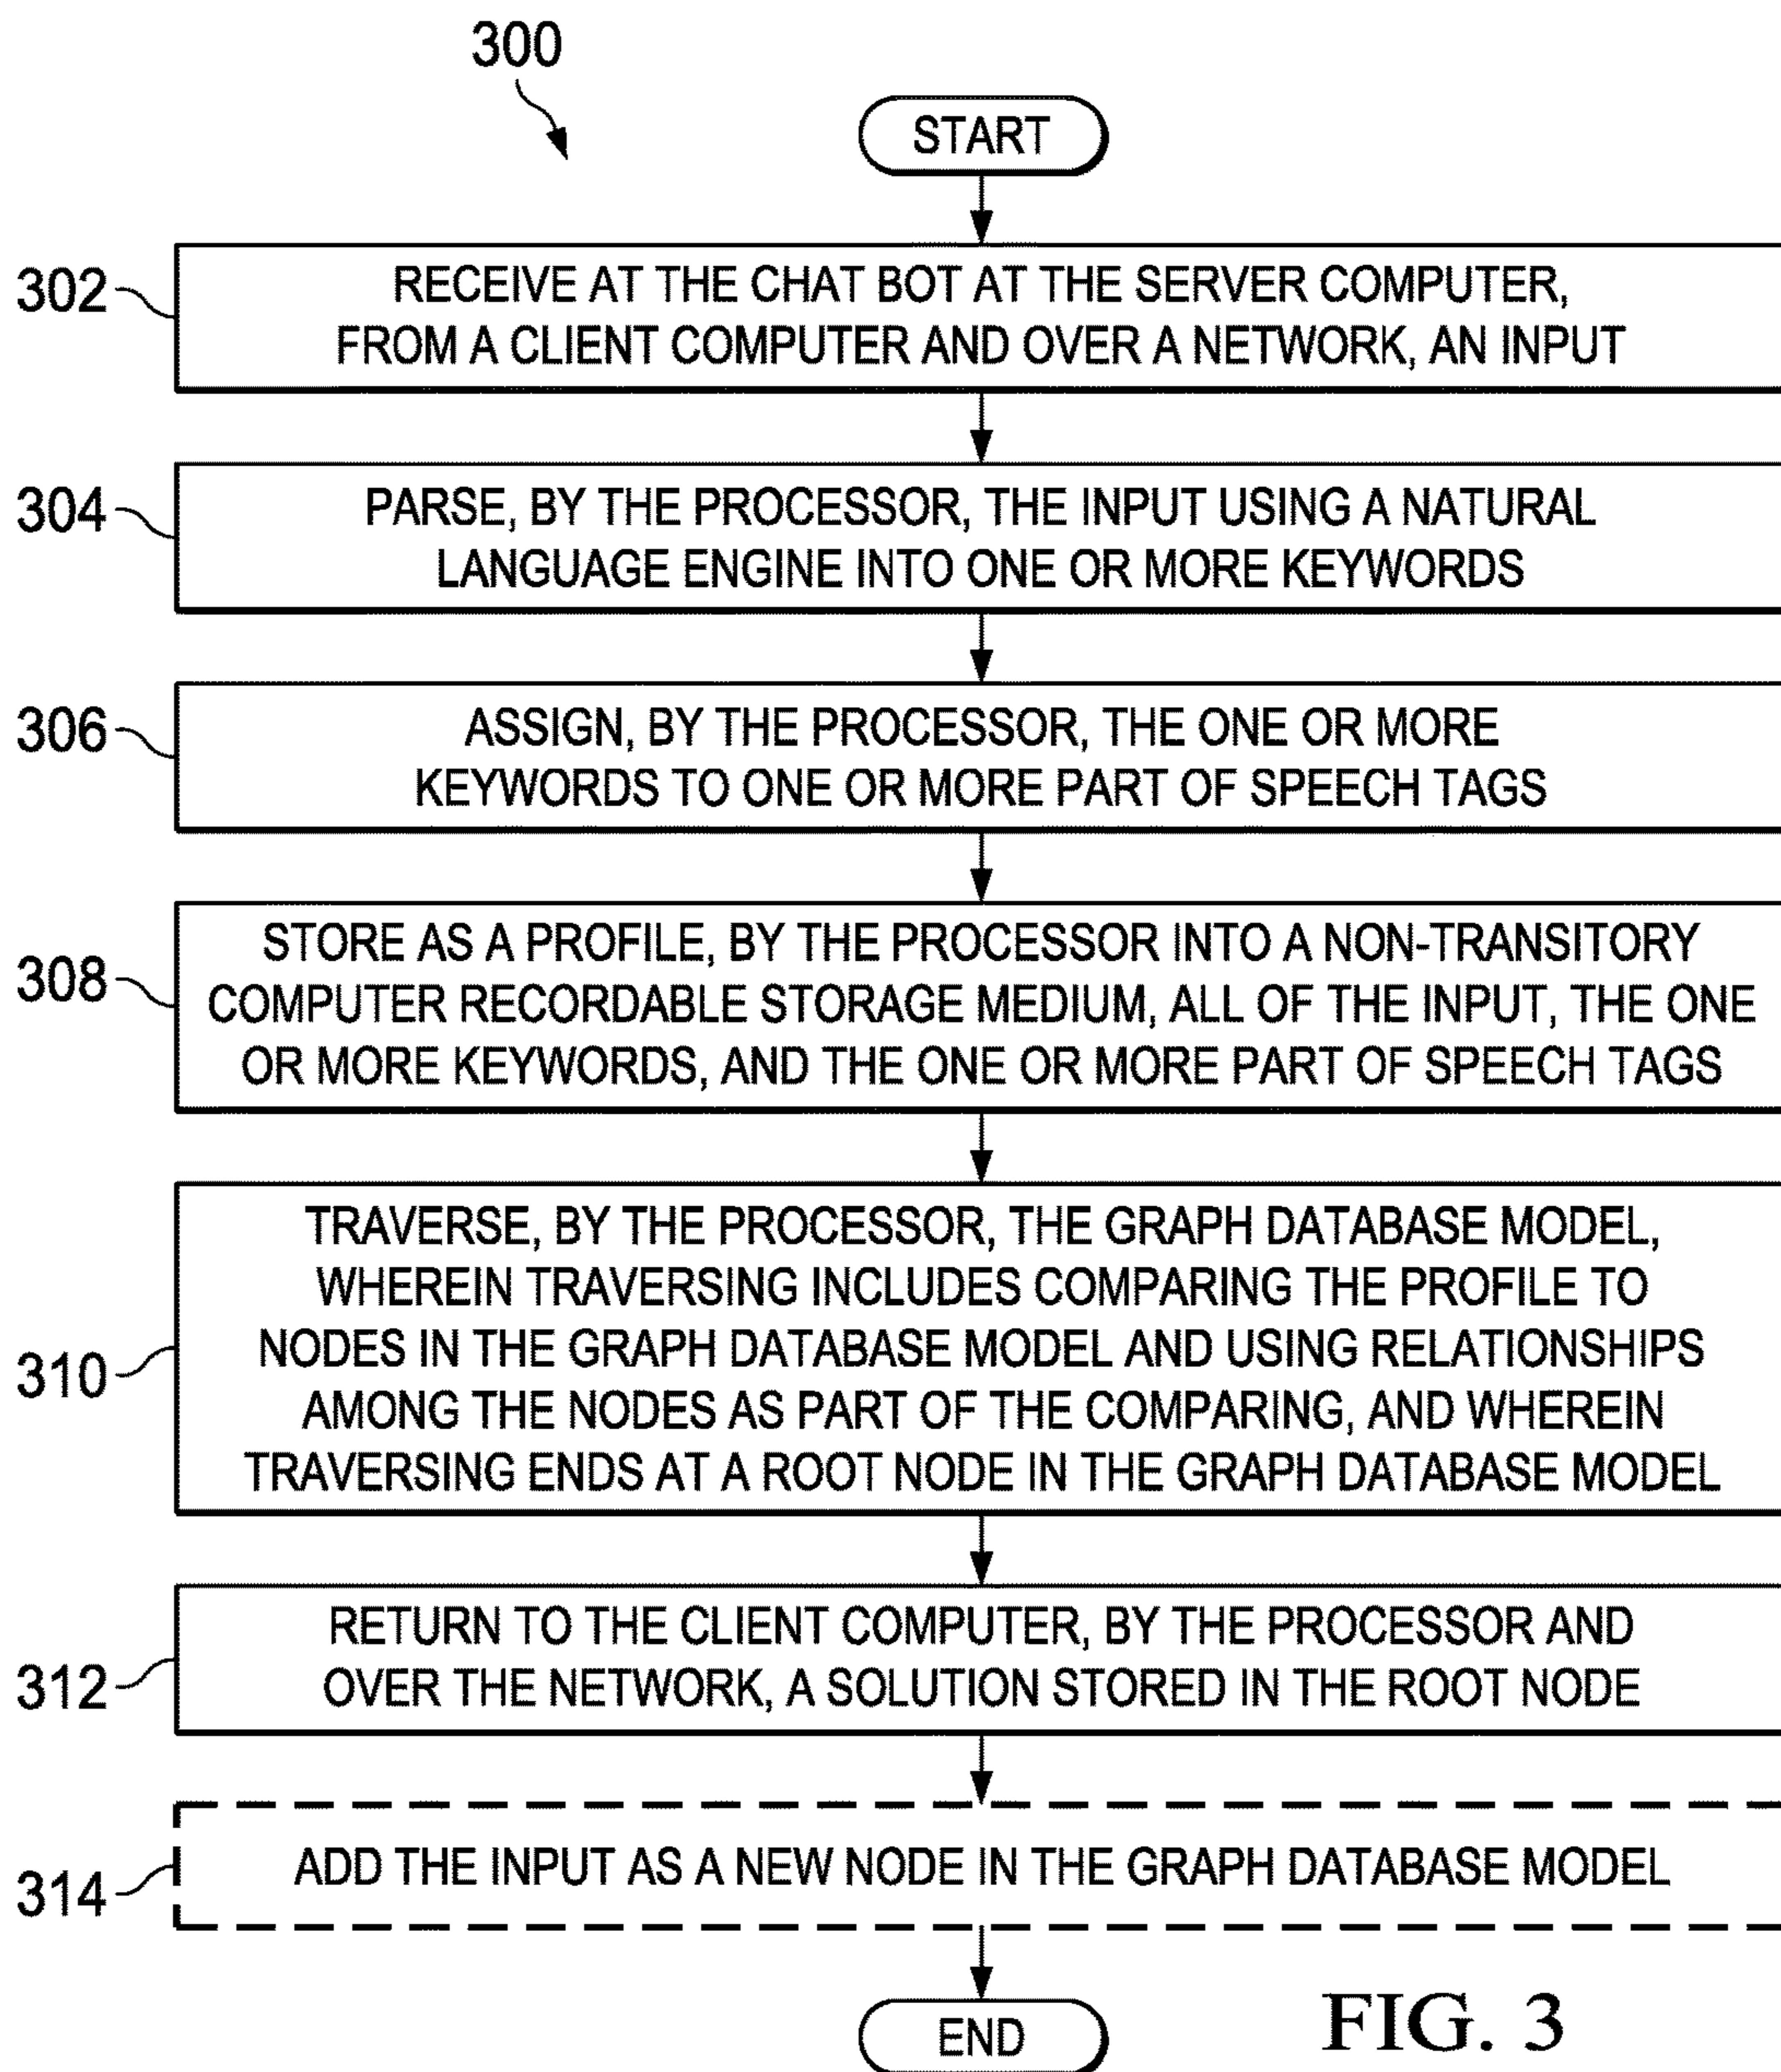 300
START
302
RECEIVE AT THE CHAT BOT AT THE SERVER COMPUTER,
FROM A CLIENT COMPUTER AND OVER A NETWORK, AN INPUT
304
PARSE, BY THE PROCESSOR, THE INPUT USING A NATURAL
LANGUAGE ENGINE INTO ONE OR MORE KEYWORDS
306
ASSIGN, BY THE PROCESSOR, THE ONE OR MORE
KEYWORDS TO ONE OR MORE PART OF SPEECH TAGS
308
STORE AS A PROFILE, BY THE PROCESSOR INTO A NON-TRANSITORY
COMPUTER RECORDABLE STORAGE MEDIUM, ALL OF THE INPUT, THE ONE
OR MORE KEYWORDS, AND THE ONE OR MORE PART OF SPEECH TAGS
310
TRAVERSE, BY THE PROCESSOR, THE GRAPH DATABASE MODEL,
WHEREIN TRAVERSING INCLUDES COMPARING THE PROFILE TO
NODES IN THE GRAPH DATABASE MODEL AND USING RELATIONSHIPS
AMONG THE NODES AS PART OF THE COMPARING, AND WHEREIN
TRAVERSING ENDS AT A ROOT NODE IN THE GRAPH DATABASE MODEL
312
RETURN TO THE CLIENT COMPUTER, BY THE PROCESSOR AND
OVER THE NETWORK, A SOLUTION STORED IN THE ROOT NODE
314
ADD THE INPUT AS A NEW NODE IN THE GRAPH DATABASE MODEL
END
FIG. 3